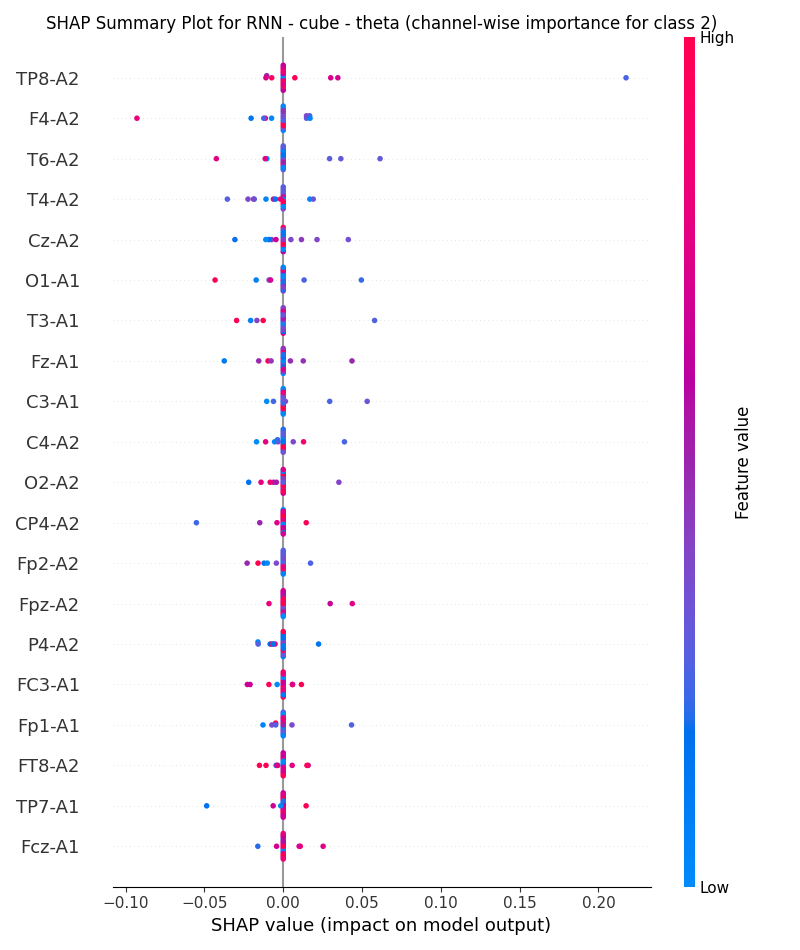 SHAP Summary Plot for RNN - cube - theta (channel-wise importance for class 2)
High
TP8-A2
F4-A2
T6-A2
T4-A2
Cz-A2
O1-A1
T3-A1
Fz-A1
C3-A1
C4-A2
O2-A2
CP4-A2
Fp2-A2
Fpz-A2
P4-A2
FC3-A1
Fp1-A1
FT8-A2
TP7-A1
Fcz-A1
Feature value
Low
−0.10 −0.05 0.00 0.05 0.10 0.15 0.20
SHAP value (impact on model output)